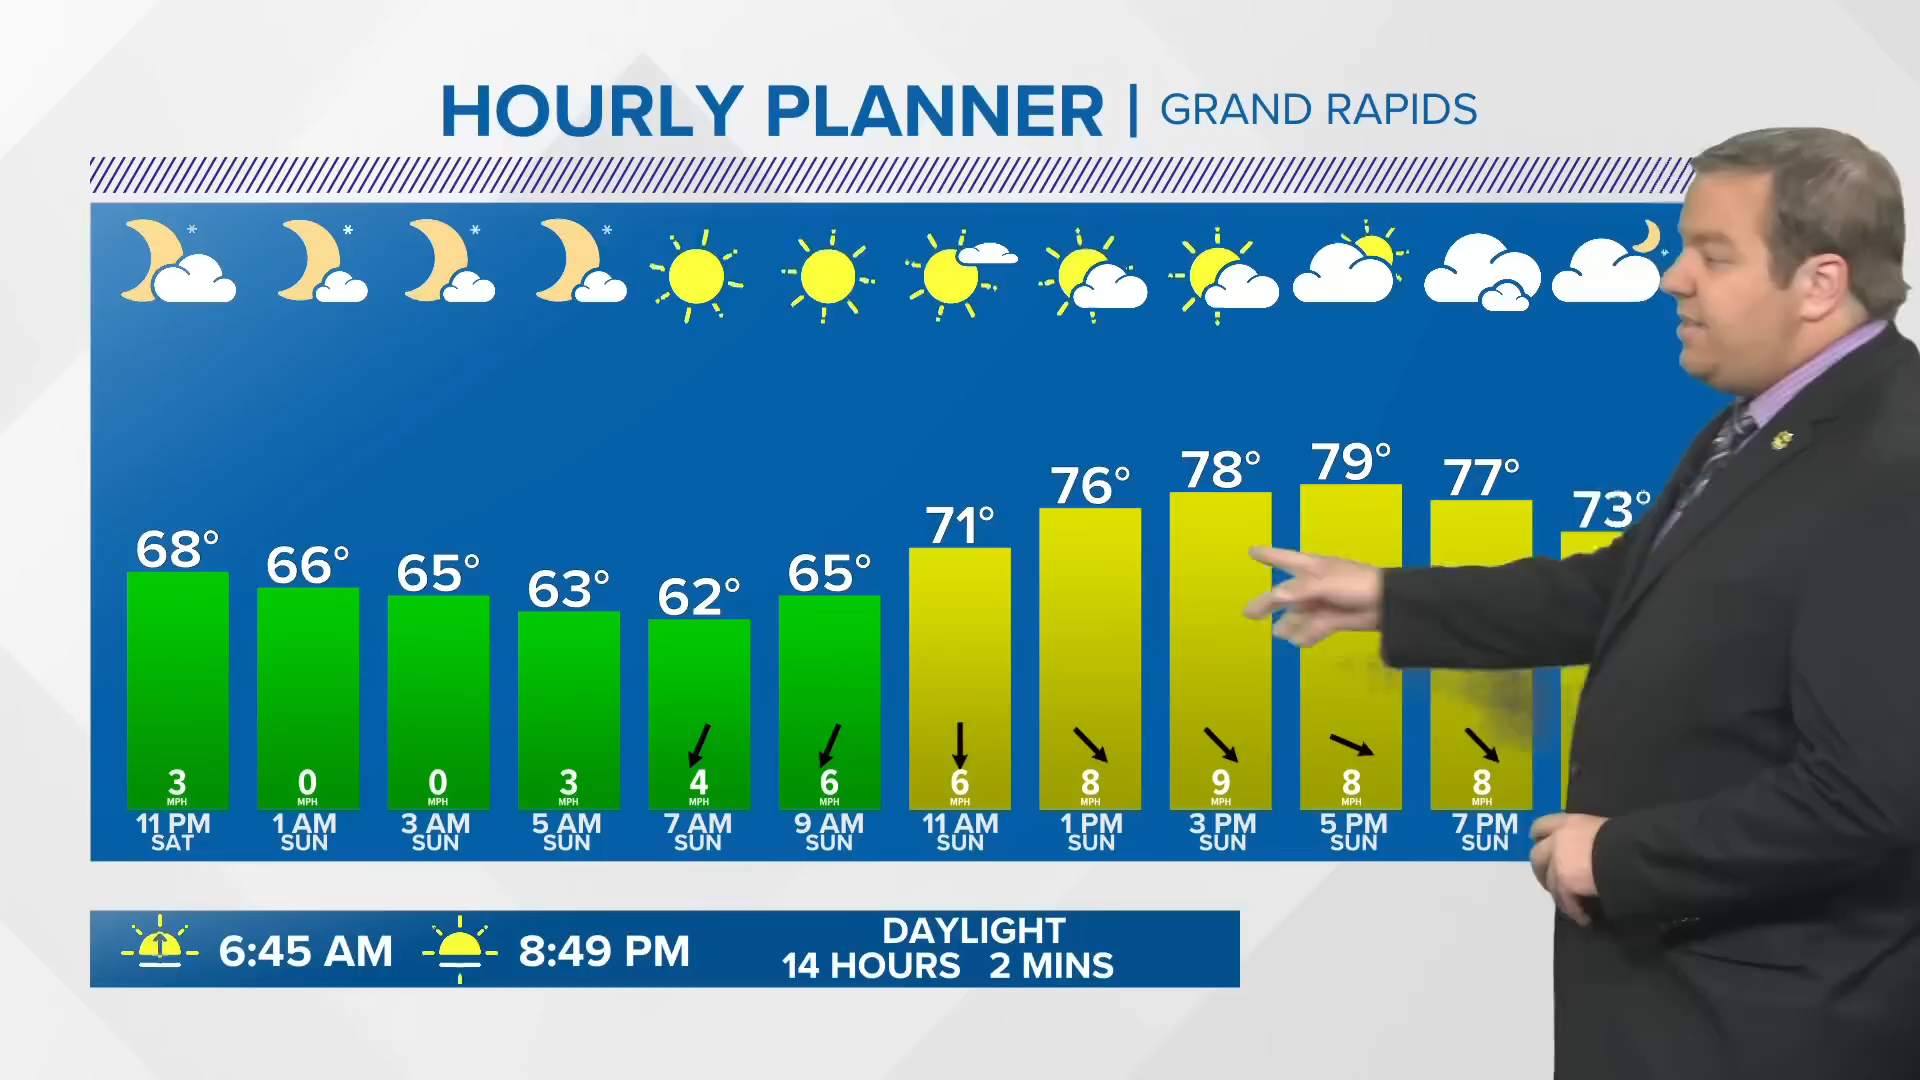 HOURLY PLANNER | GRAND RAPIDS
68° 66° 65° 63° 62° 65° 71° 76° 78° 79° 77° 73°
3 0 0 3 4 6 6 8 9 8 8
MPH MPH MPH MPH MPH MPH MPH MPH MPH MPH MPH
11 PM 1 AM 3 AM 5 AM 7 AM 9 AM 11 AM 1 PM 3 PM 5 PM 7 PM
SAT SUN SUN SUN SUN SUN SUN SUN SUN SUN SUN
6:45 AM 8:49 PM
DAYLIGHT
14 HOURS 2 MINS